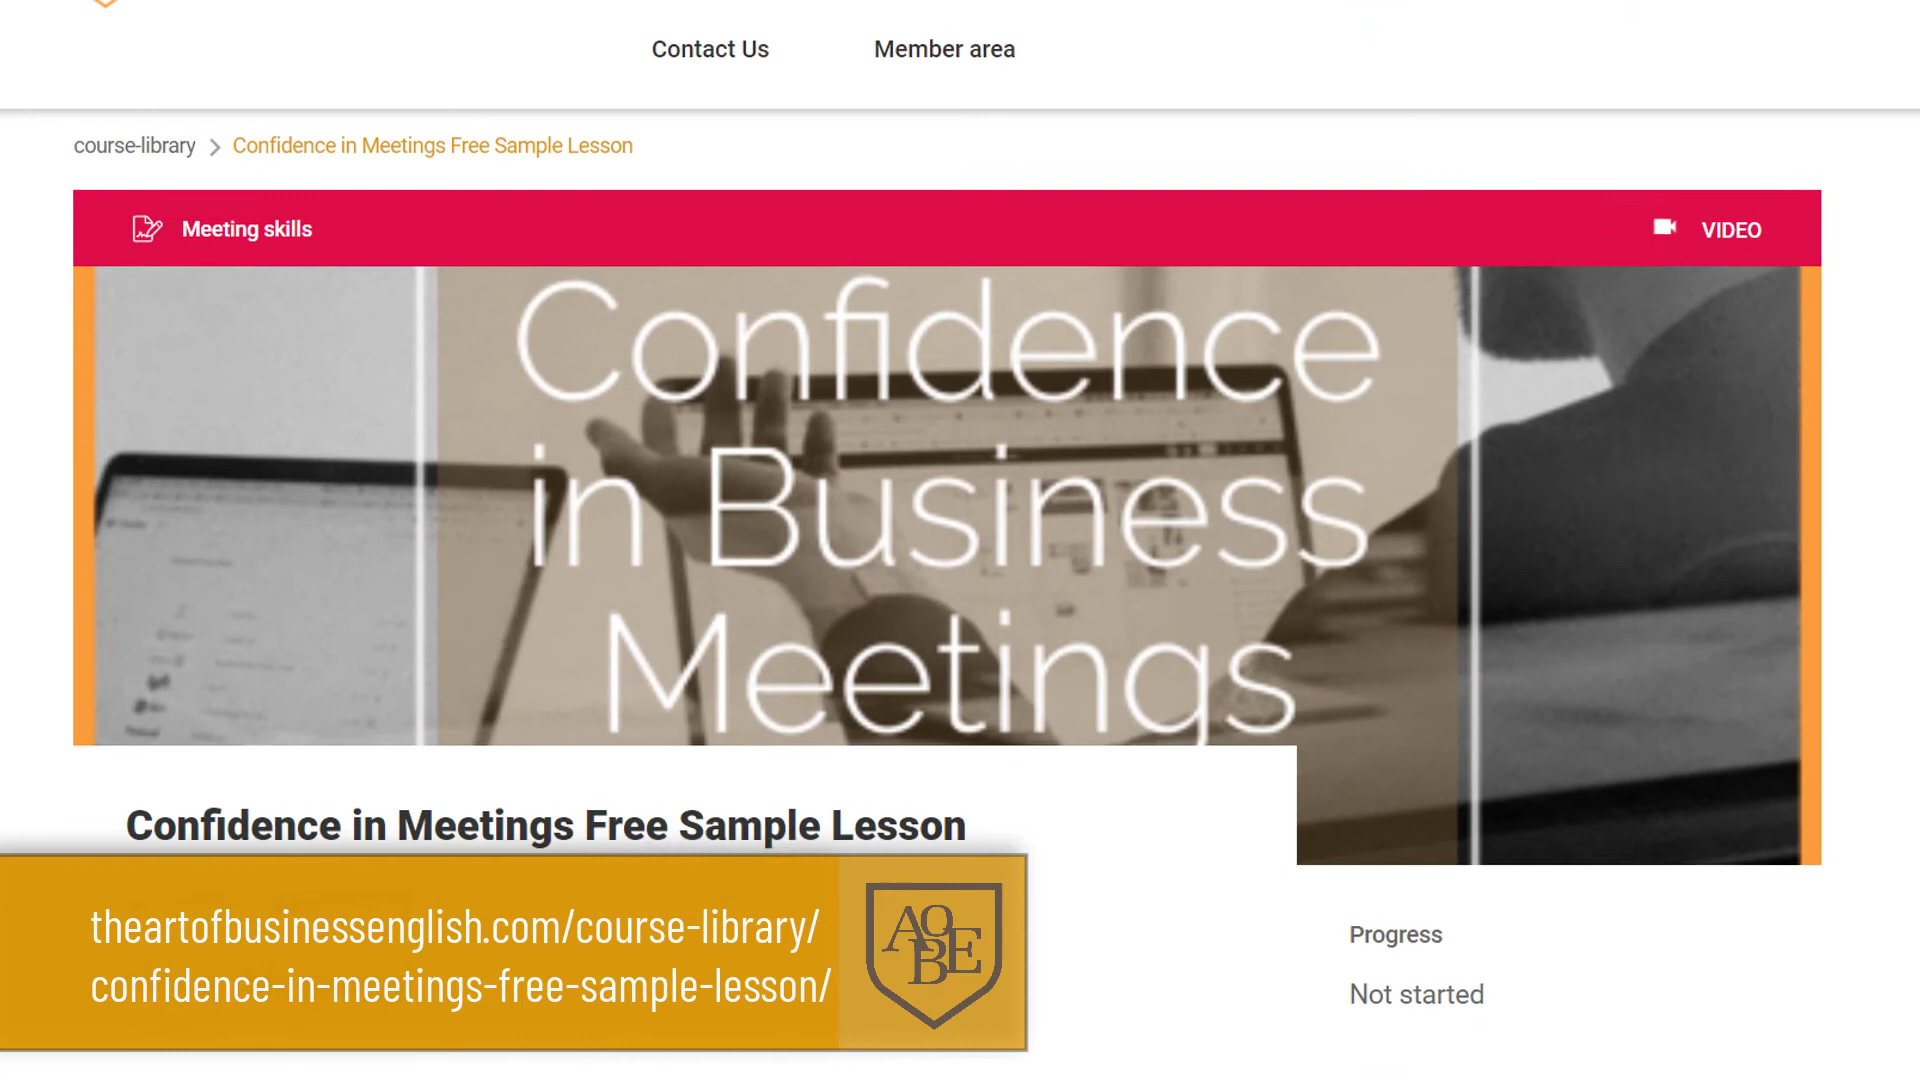 Contact Us
Member area
course-library
Confidence in Meetings Free Sample Lesson
Meeting skills
VIDEO
Confidence
in Business
Meetings
Confidence in Meetings Free Sample Lesson
theartofbusinessenglish.com/course-library/
confidence-in-meetings-free-sample-lesson/
AOBE
Progress
Not started